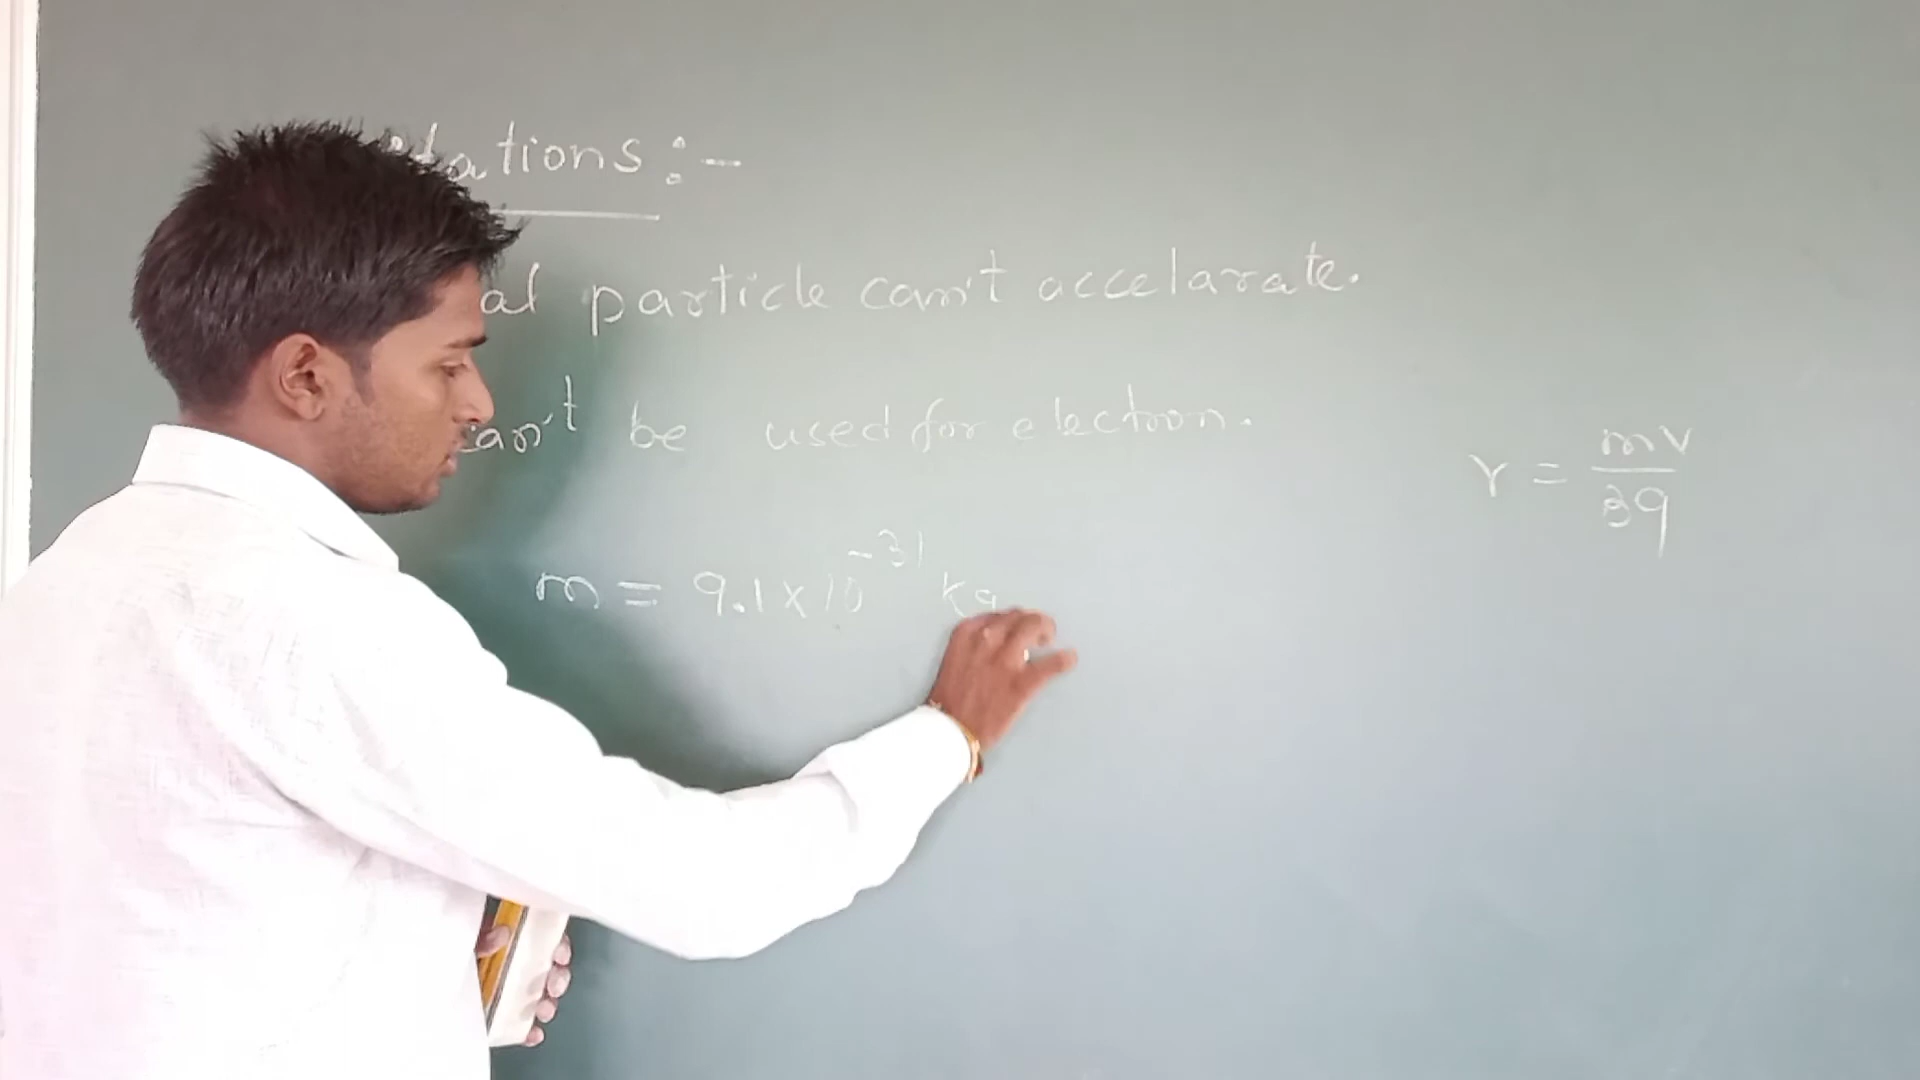 tations :-
al particle can't accelarate.
can't be used for electron.
r = mv
Bq
m = 9.1 x 10^-31 kg